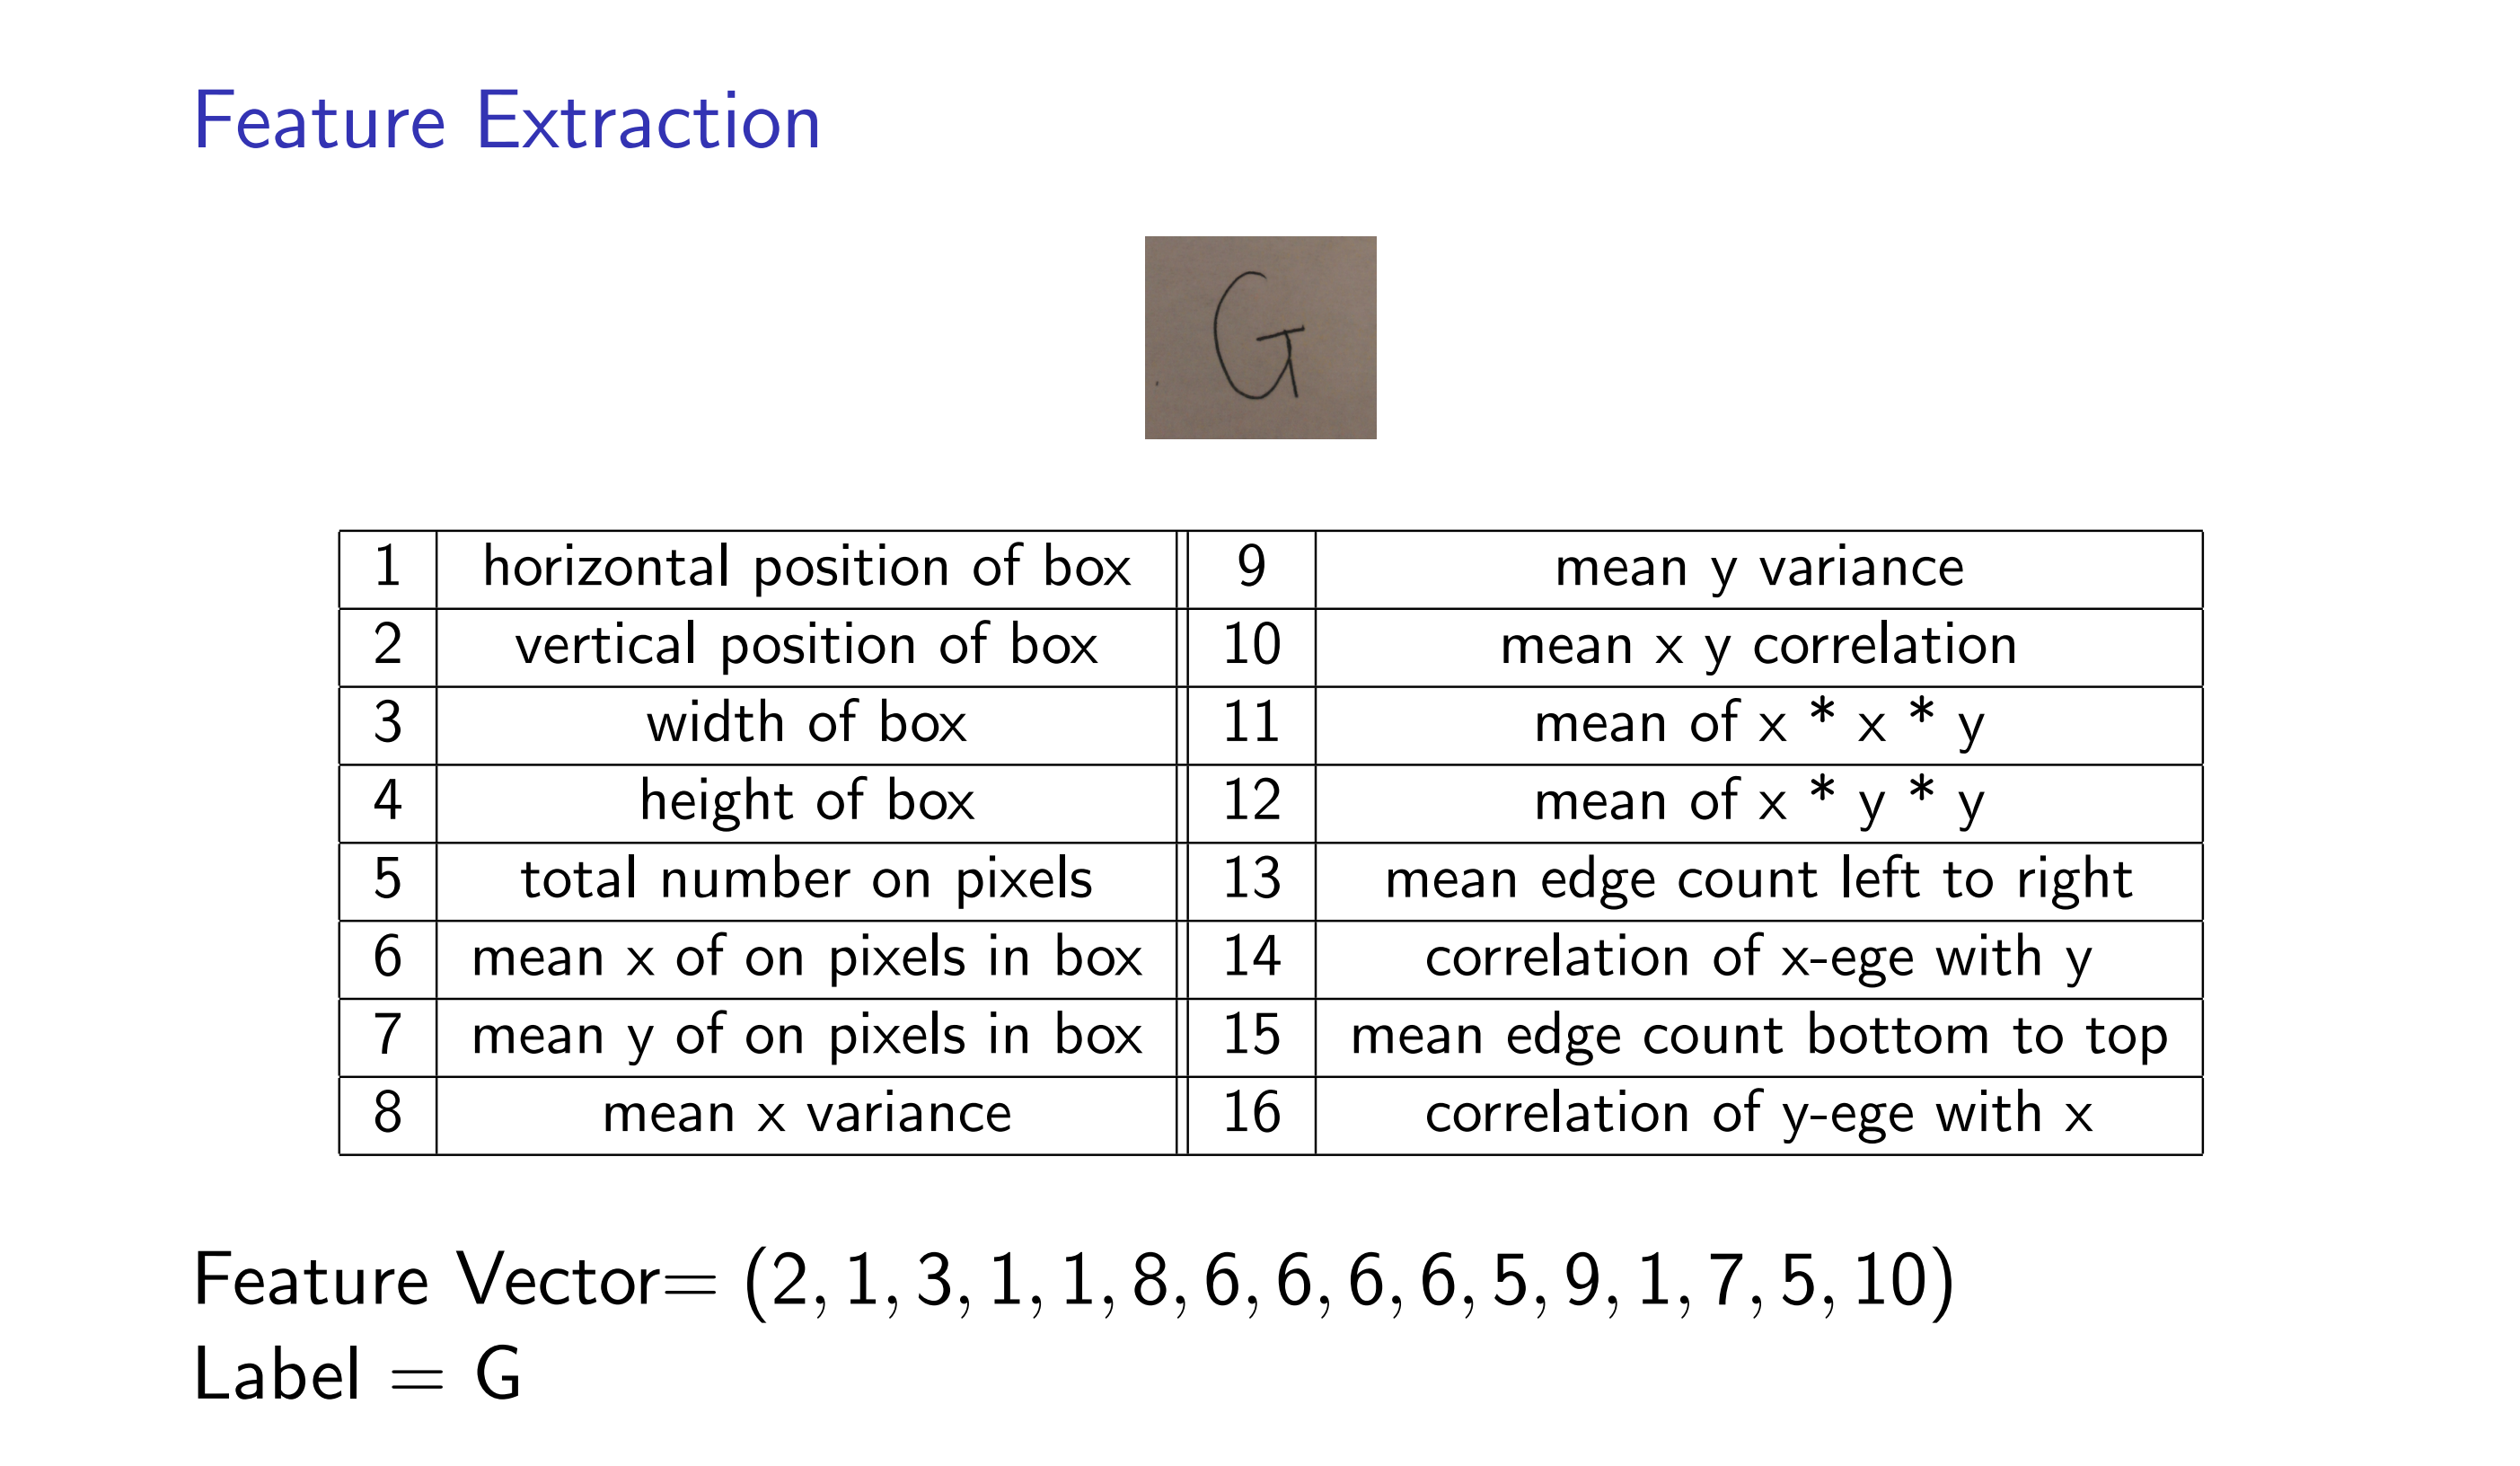 Feature Extraction
G
1 horizontal position of box 9 mean y variance
2 vertical position of box 10 mean x y correlation
3 width of box 11 mean of x * x * y
4 height of box 12 mean of x * y * y
5 total number on pixels 13 mean edge count left to right
6 mean x of on pixels in box 14 correlation of x-ege with y
7 mean y of on pixels in box 15 mean edge count bottom to top
8 mean x variance 16 correlation of y-ege with x
Feature Vector= (2, 1, 3, 1, 1, 8, 6, 6, 6, 6, 5, 9, 1, 7, 5, 10)
Label = G